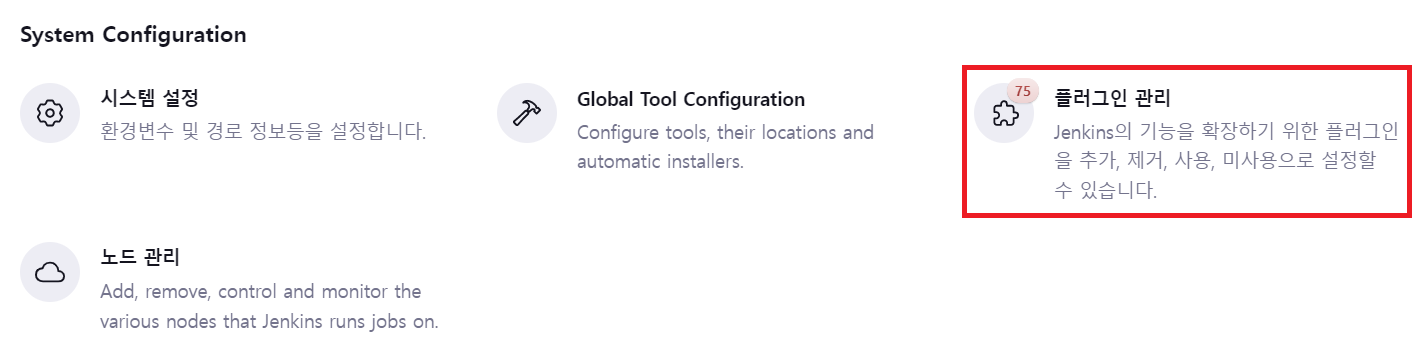 System Configuration
시스템 설정
환경변수 및 경로 정보등을 설정합니다.
Global Tool Configuration
Configure tools, their locations and
automatic installers.
75
플러그인 관리
Jenkins의 기능을 확장하기 위한 플러그인
을 추가, 제거, 사용, 미사용으로 설정할
수 있습니다.
노드 관리
Add, remove, control and monitor the
various nodes that Jenkins runs jobs on.